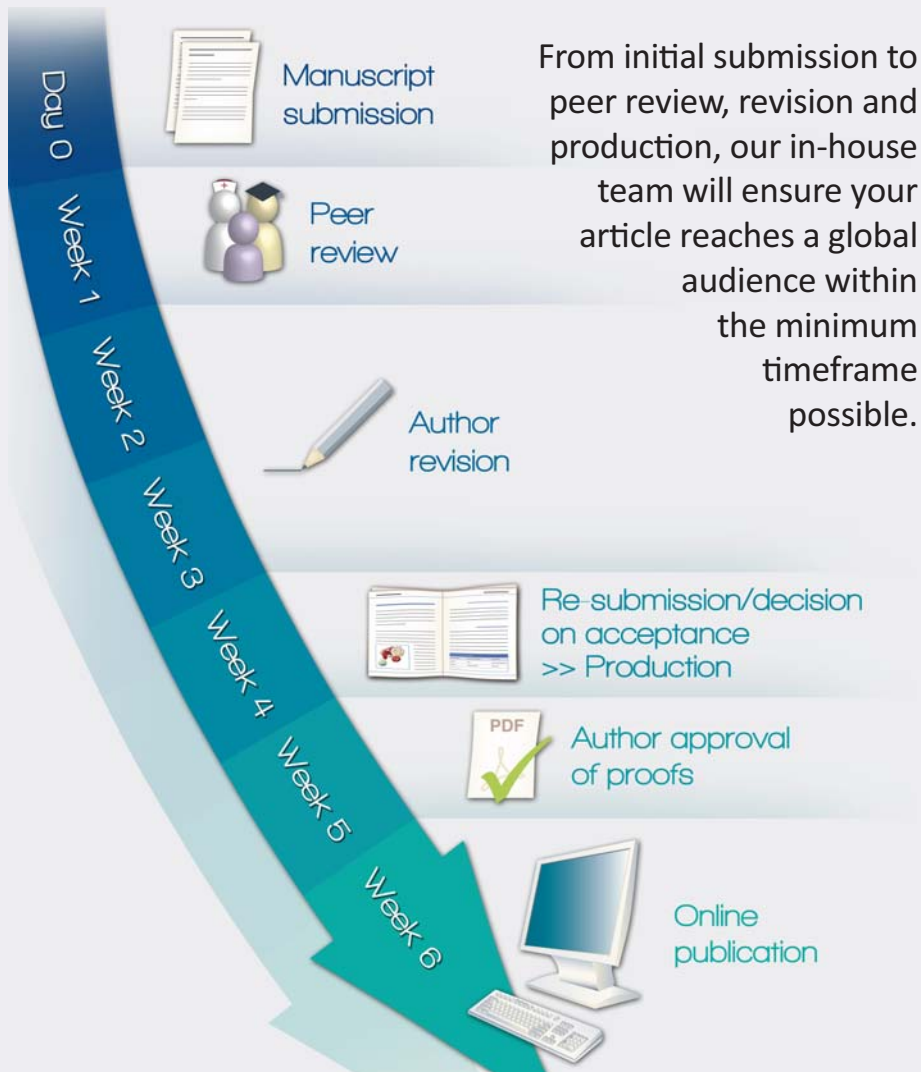 From initial submission to
peer review, revision and
production, our in-house
team will ensure your
article reaches a global
audience within
the minimum
timeframe
possible.
Day 0
Manuscript
submission
Week 1
Peer
review
Week 2
Author
revision
Week 3
Week 4
Re-submission/decision
on acceptance
>> Production
Week 5
PDF
Author approval
of proofs
Week 6
Online
publication